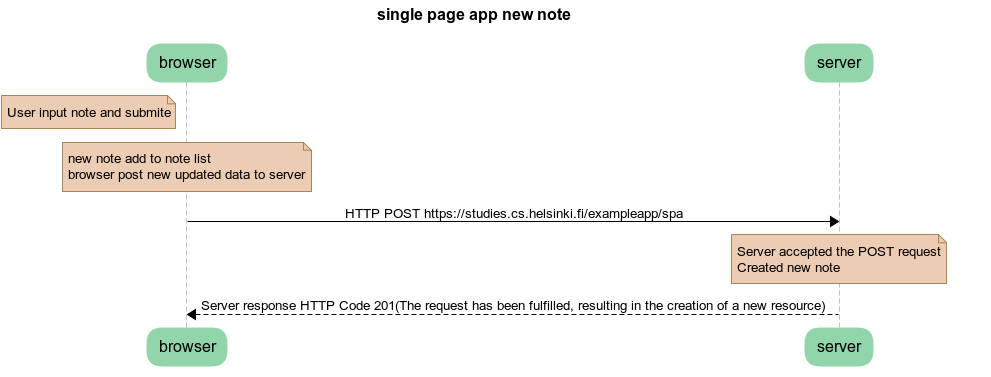 single page app new note
browser
server
User input note and submite
new note add to note list
browser post new updated data to server
HTTP POST https://studies.cs.helsinki.fi/exampleapp/spa
Server accepted the POST request
Created new note
Server response HTTP Code 201(The request has been fulfilled, resulting in the creation of a new resource)
browser
server